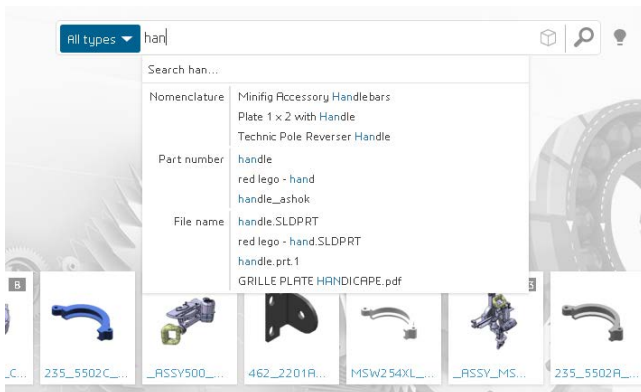 All types han
Search han...
Nomenclature Minifig Accessory Handlebars
Plate 1 x 2 with Handle
Technic Pole Reverser Handle
Part number handle
red lego - hand
handle_ashok
File name handle.SLDPRT
red lego - hand.SLDPRT
handle.prt.1
GRILLE PLATE HANDICAPE.pdf
B S
_C... 235_5502C_... _ASSY500_... 462_2201A... MSW254XL_... _ASSY_MS... 235_5502A_...